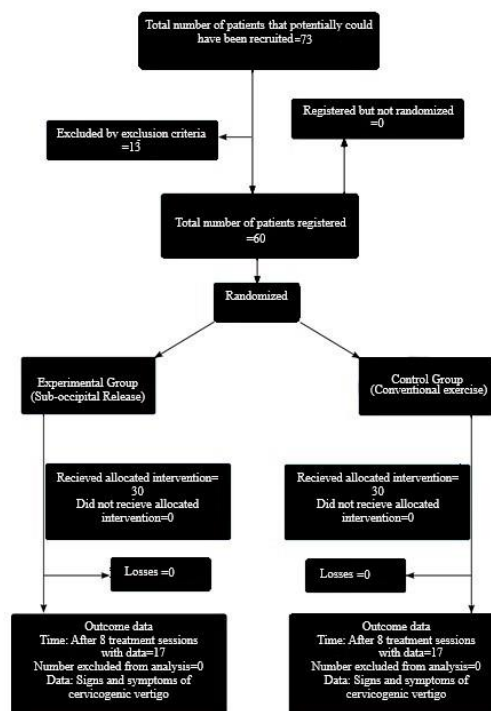 Total number of patients that potentially could
have been recruited=73
Registered but not randomized
=0
Excluded by exclusion criteria
=13
Total number of patients registered
=60
Randomized
Experimental Group
(Sub-occipital Release)
Control Group
(Conventional exercise)
Recieved allocated intervention=
30
Did not recieve allocated
intervention=0
Recieved allocated intervention=
30
Did not recieve allocated
intervention=0
Losses =0
Losses =0
Outcome data
Time: After 8 treatment sessions
with data=17
Number excluded from analysis=0
Data: Signs and symptoms of
cervicogenic vertigo
Outcome data
Time: After 8 treatment sessions
with data=17
Number excluded from analysis=0
Data: Signs and symptoms of
cervicogenic vertigo